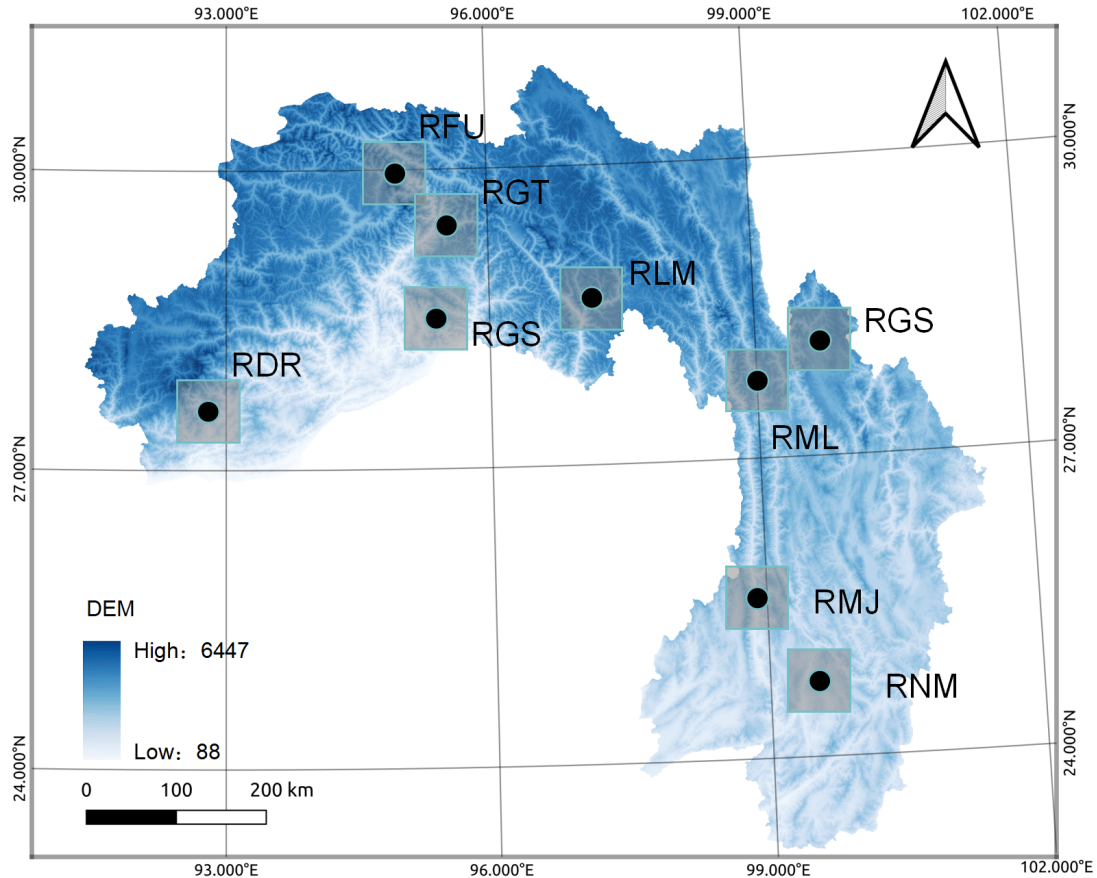 93.000°E
96.000°E
99.000°E
102.000°E
30.000°N
30.000°N
RFU
RGT
RLM
RGS
RGS
RDR
RML
27.000°N
27.000°N
RMJ
DEM
High：6447
RNM
Low：88
24.000°N
24.000°N
0 100 200 km
93.000°E
96.000°E
99.000°E
102.000°E